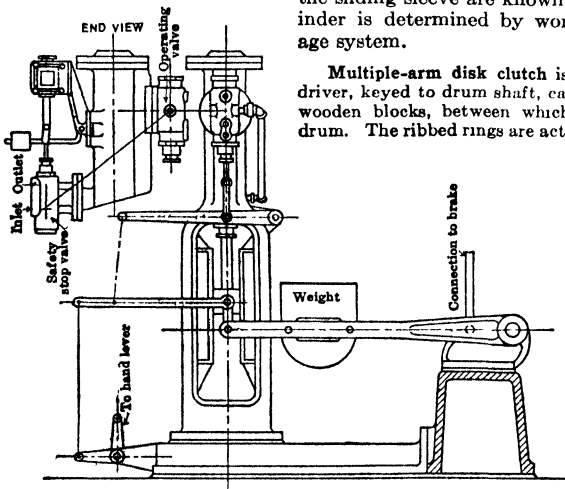 the sliding sleeve are known
inder is determined by wor
age system.
Multiple-arm disk clutch is
driver, keyed to drum shaft, ca
wooden blocks, between which
drum. The ribbed rings are act
END VIEW
Operating
valve
Inlet
Outlet
Safety
stop valve
Weight
Connection to brake
To hand lever